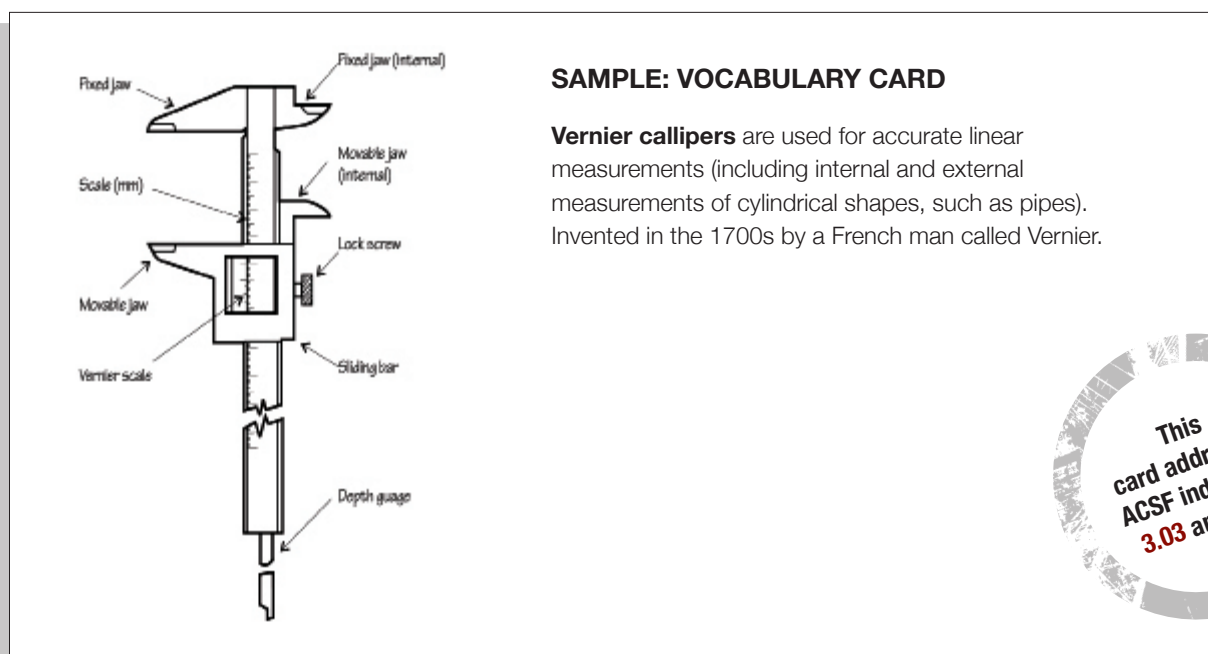 Fixed jaw (internal)
Fixed jaw
Movable jaw
(internal)
Scale (mm)
Lock screw
Movable jaw
Vernier scale
Sliding bar
Depth guage
SAMPLE: VOCABULARY CARD
Vernier callipers are used for accurate linear
measurements (including internal and external
measurements of cylindrical shapes, such as pipes).
Invented in the 1700s by a French man called Vernier.
This
card
ACSF
3.03